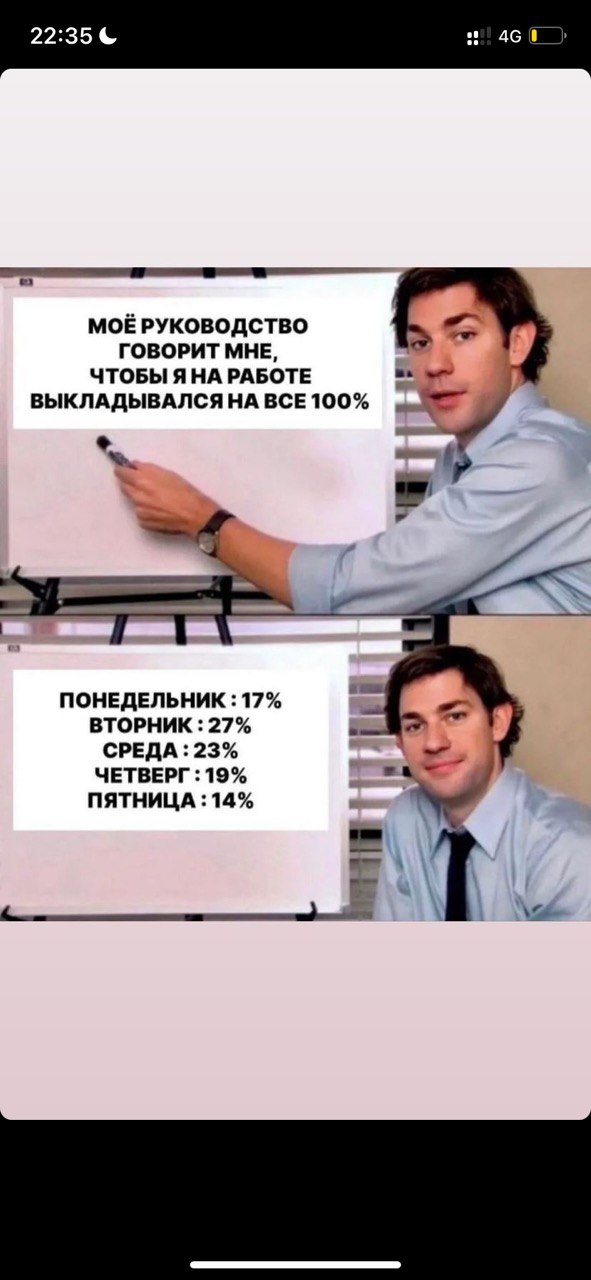 22:35
4G
МОЁ РУКОВОДСТВО
ГОВОРИТ МНЕ,
ЧТОБЫ Я НА РАБОТЕ
ВЫКЛАДЫВАЛСЯ НА ВСЕ 100%
ПОНЕДЕЛЬНИК : 17%
ВТОРНИК : 27%
СРЕДА : 23%
ЧЕТВЕРГ : 19%
ПЯТНИЦА : 14%